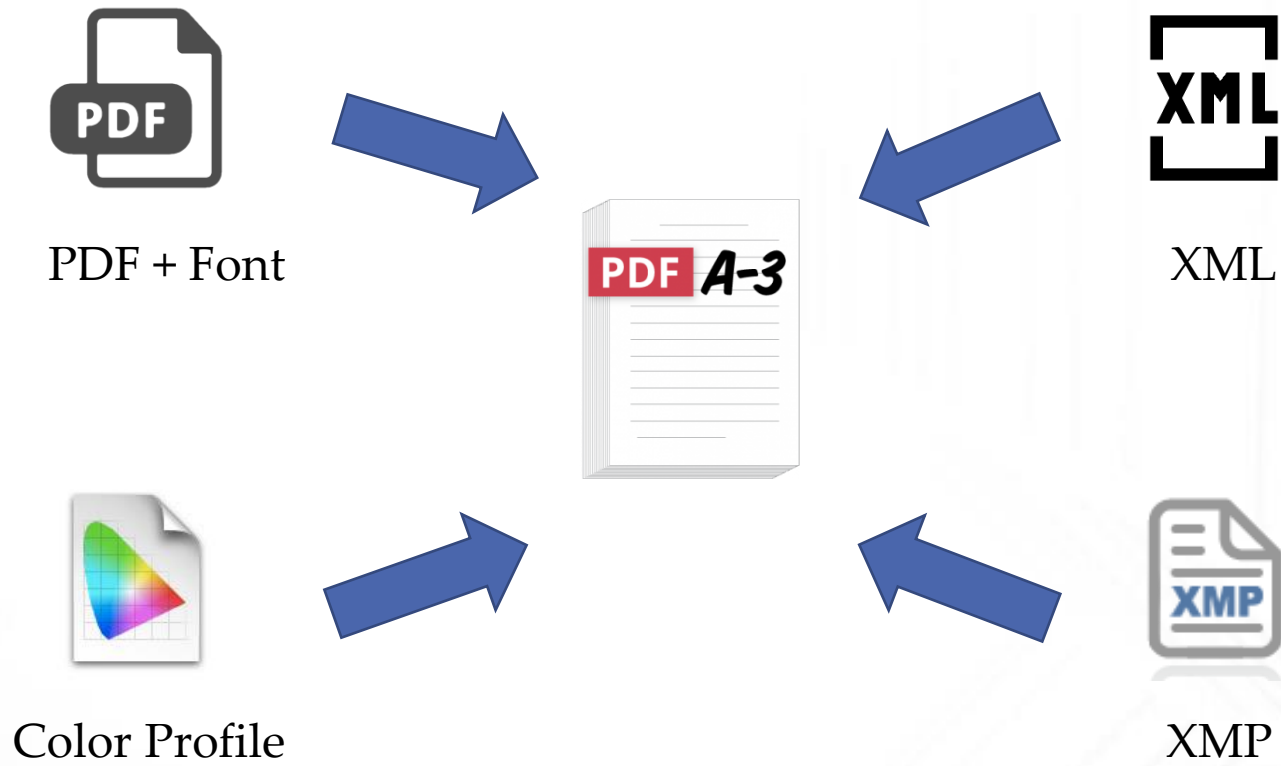 PDF
PDF + Font
XML
XML
PDF A-3
Color Profile
XMP
XMP